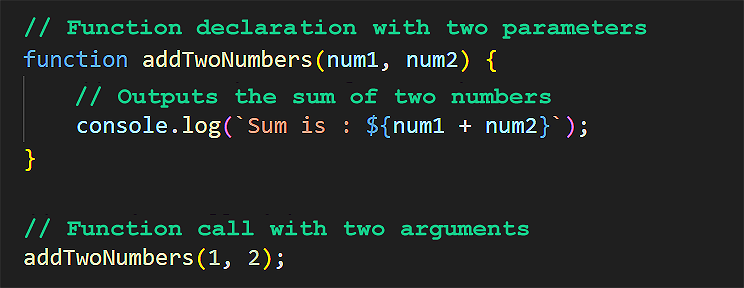 // Function declaration with two parameters
function addTwoNumbers(num1, num2) {
    // Outputs the sum of two numbers
    console.log(`Sum is : ${num1 + num2}`);
}
// Function call with two arguments
addTwoNumbers(1, 2);